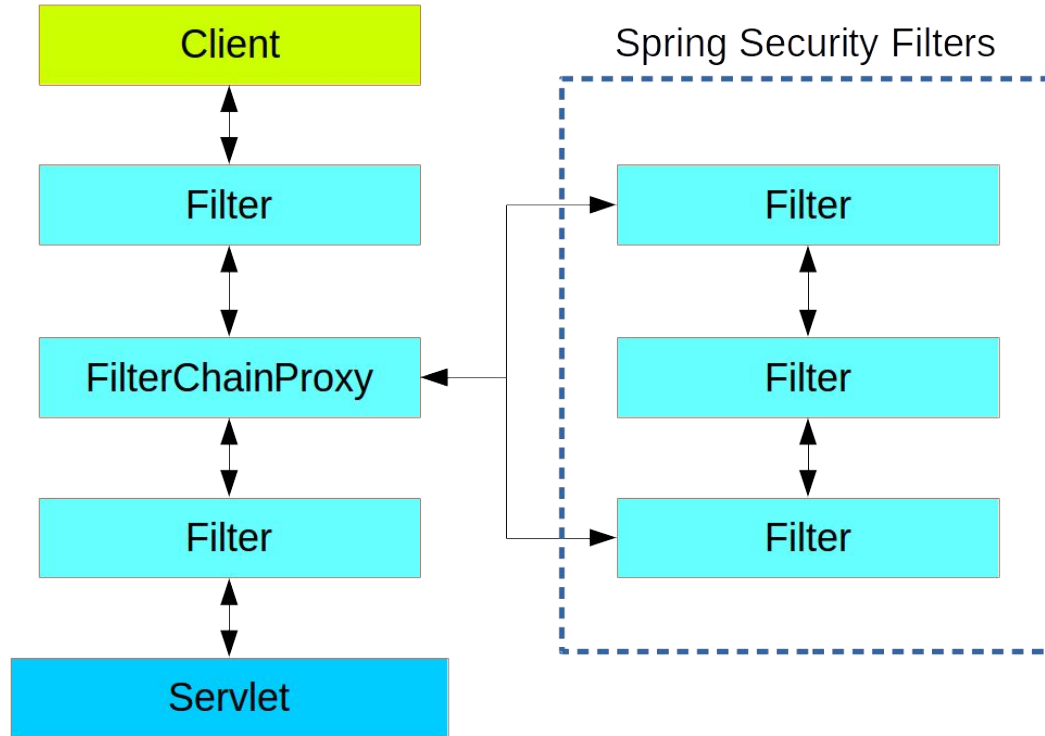 Client
Filter
FilterChainProxy
Filter
Servlet
Spring Security Filters
Filter
Filter
Filter